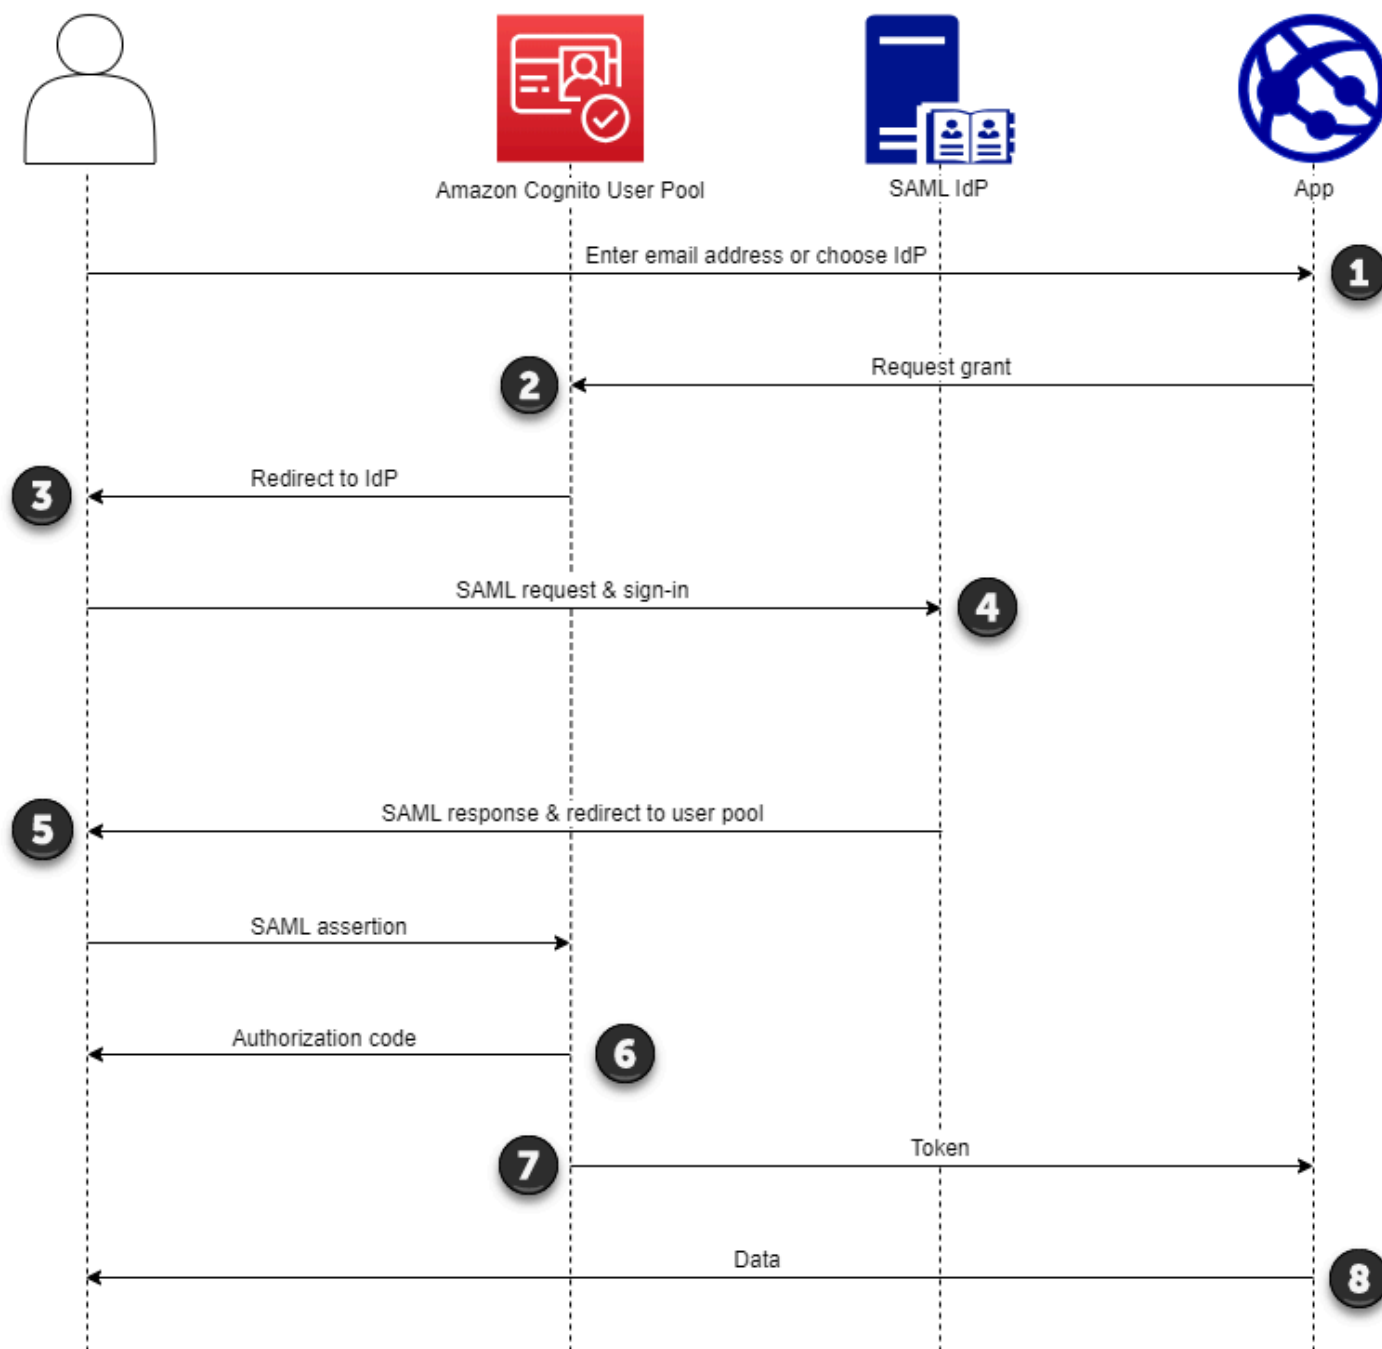 Amazon Cognito User Pool
SAML IdP
App
Enter email address or choose IdP
1
Request grant
2
Redirect to IdP
3
SAML request & sign-in
4
SAML response & redirect to user pool
5
SAML assertion
Authorization code
6
Token
7
Data
8